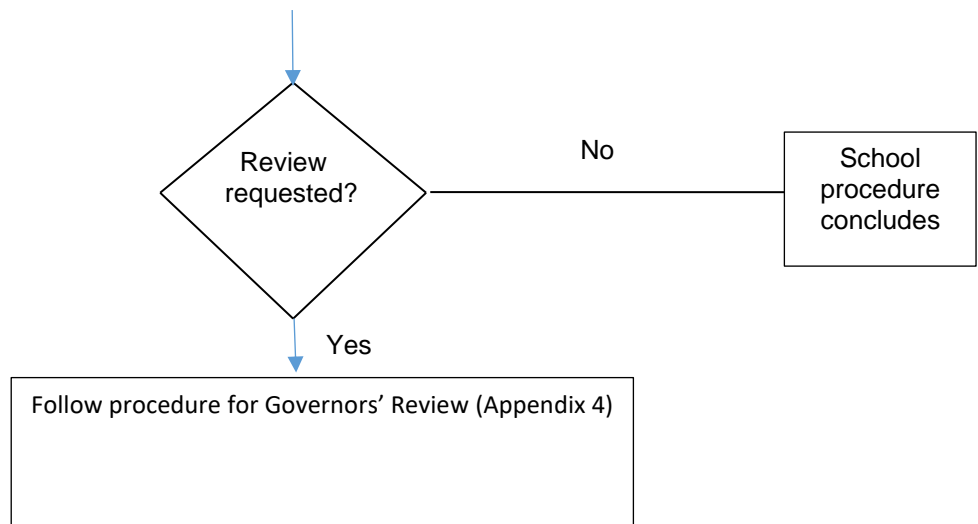 Review
requested?
No
School
procedure
concludes
Yes
Follow procedure for Governors’ Review (Appendix 4)